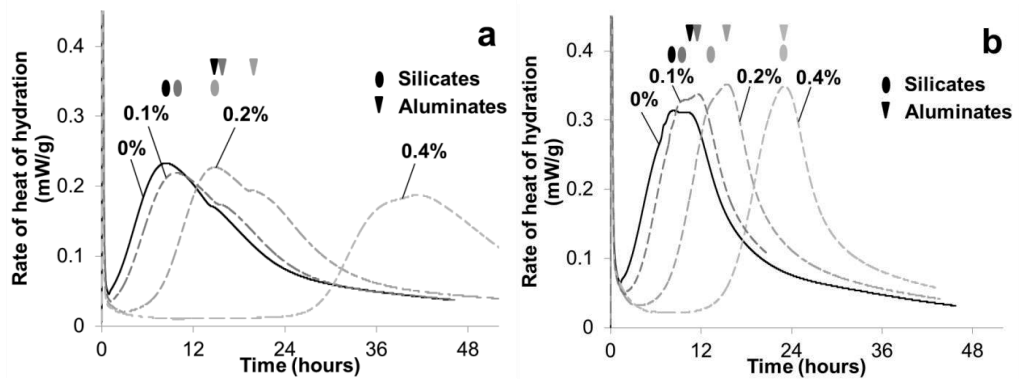 a
Rate of heat of hydration
(mW/g)
0.4
0.3
0.2
0.1
0
Silicates
Aluminates
0.1%
0.2%
0%
0.4%
0 12 24 36 48
Time (hours)
b
Rate of heat of hydration
(mW/g)
0.4
0.3
0.2
0.1
0
0.1%
0.2%
0.4%
0%
Silicates
Aluminates
0 12 24 36 48
Time (hours)